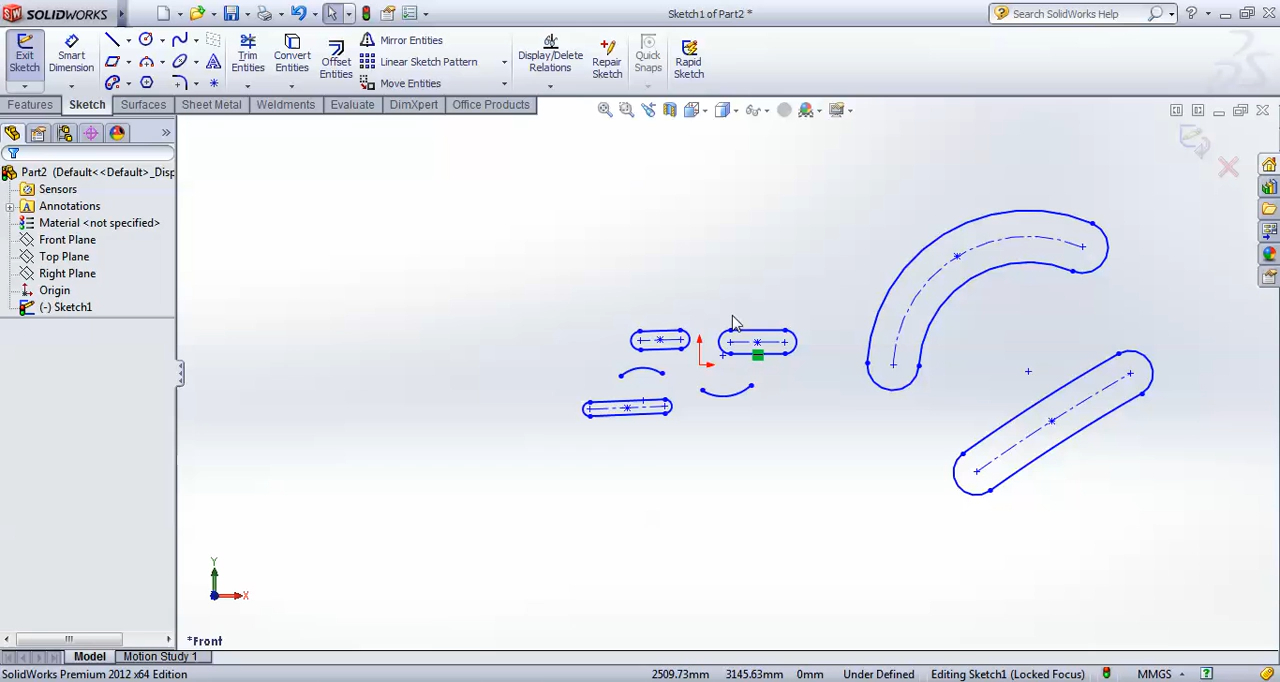 SOLIDWORKS
Sketch1 of Part2 *
Search SolidWorks Help
Exit Sketch
Smart Dimension
Trim Entities
Convert Entities
Offset Entities
Mirror Entities
Linear Sketch Pattern
Move Entities
Display/Delete Relations
Repair Sketch
Quick Snaps
Rapid Sketch
Features
Sketch
Surfaces
Sheet Metal
Weldments
Evaluate
DimXpert
Office Products
Part2 (Default<<Default>_Disp
Sensors
Annotations
Material <not specified>
Front Plane
Top Plane
Right Plane
Origin
(-) Sketch1
Y
X
*Front
Model
Motion Study 1
SolidWorks Premium 2012 x64 Edition
2509.73mm
3145.63mm
0mm
Under Defined
Editing Sketch1 (Locked Focus)
MMGS